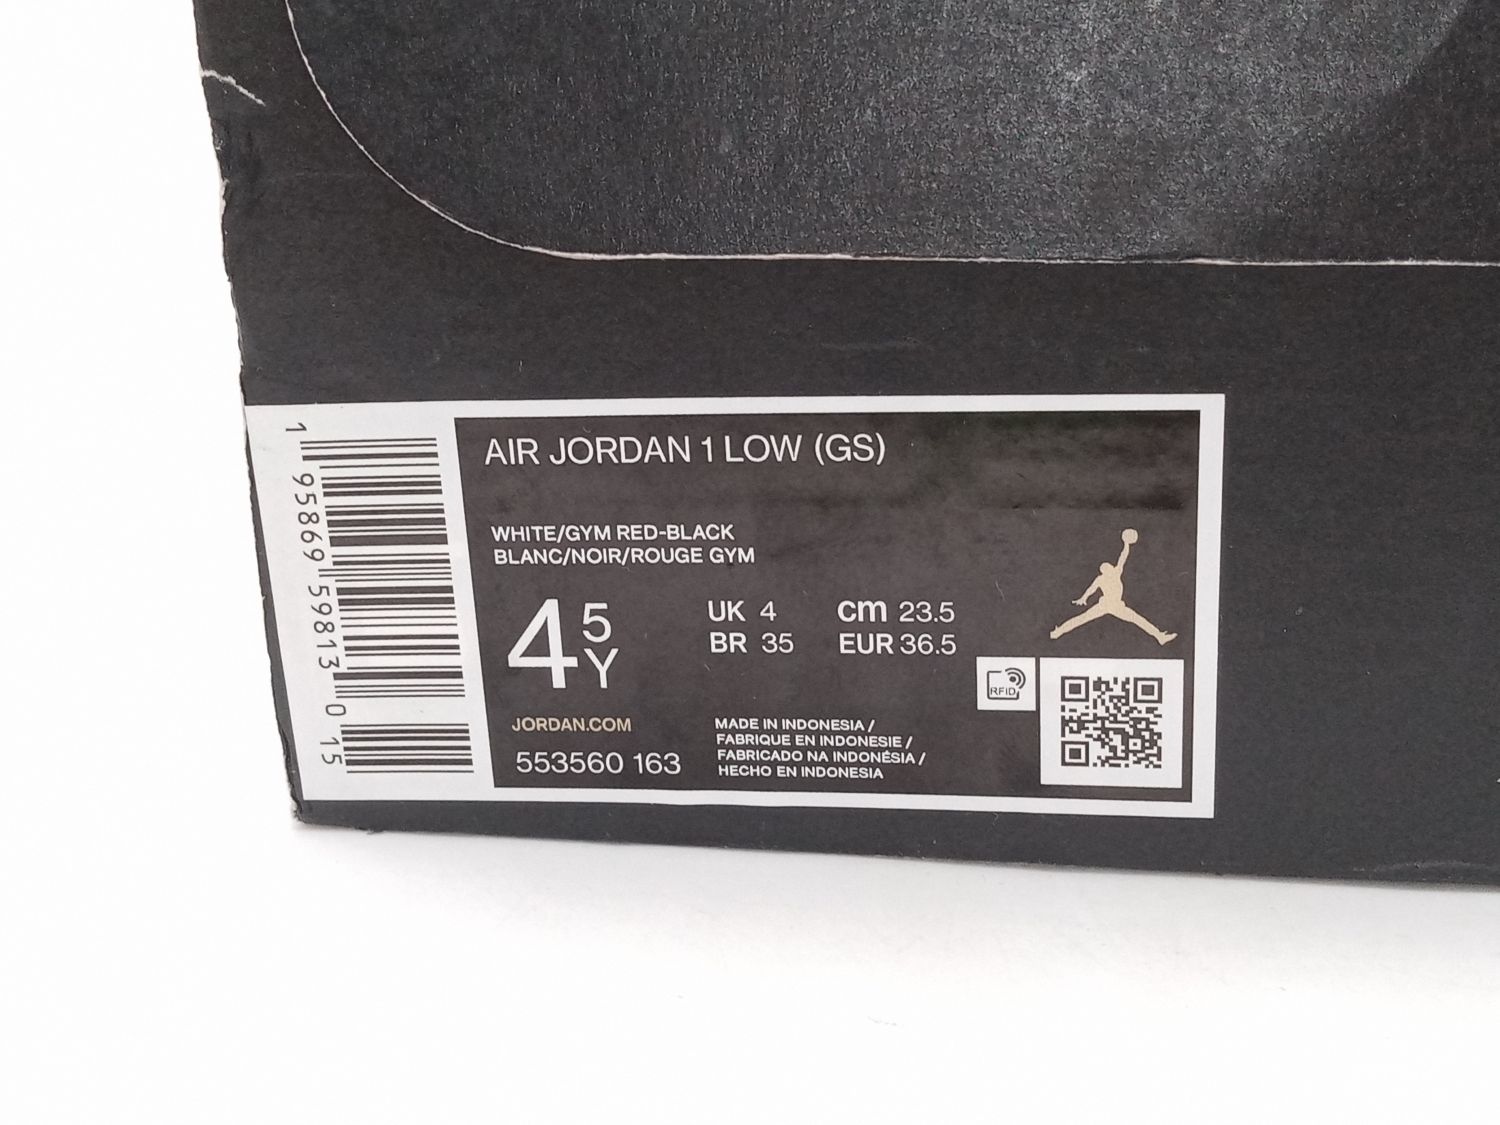 AIR JORDAN 1 LOW (GS)
WHITE/GYM RED-BLACK
BLANC/NOIR/ROUGE GYM
4 5Y
UK 4 cm 23.5
BR 35 EUR 36.5
RFID
JORDAN.COM
553560 163
MADE IN INDONESIA /
FABRIQUE EN INDONESIE /
FABRICADO NA INDONÉSIA /
HECHO EN INDONESIA
1 95869 59813 0 15